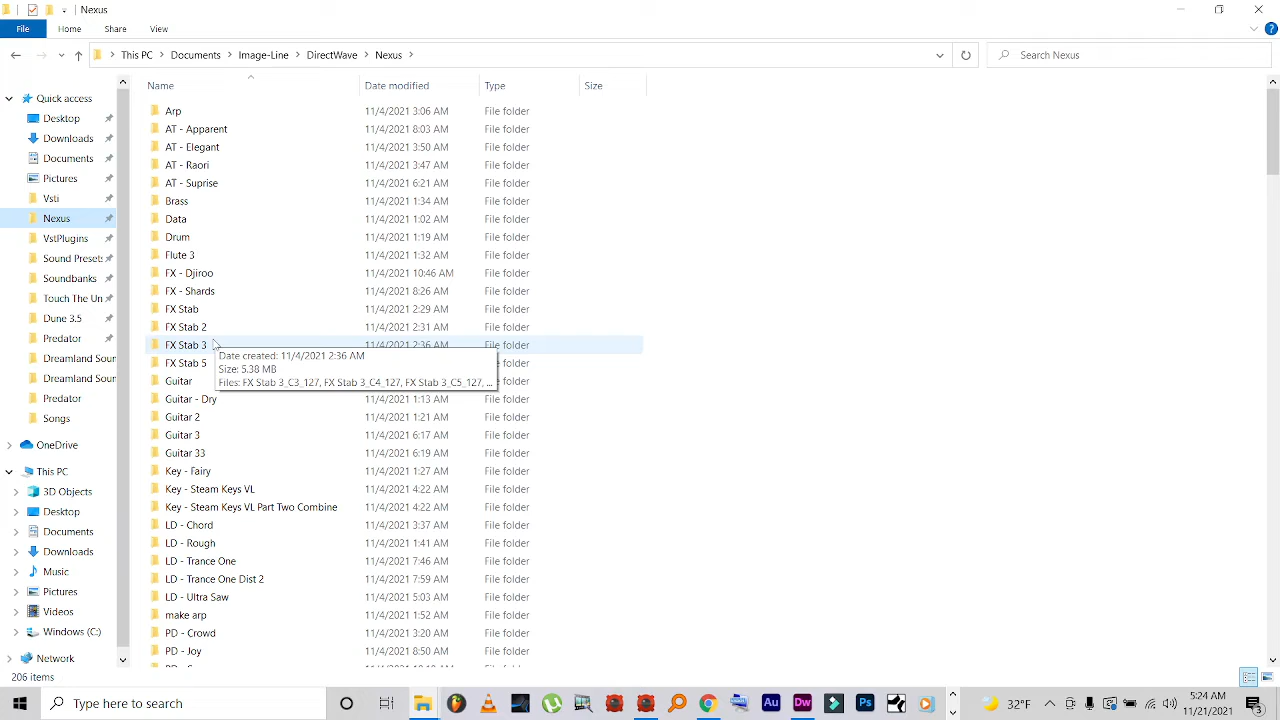 Nexus
File Home Share View
This PC Documents Image-Line DirectWave Nexus
Search Nexus
Name Date modified Type Size
Quick access
Desktop
Downloads
Documents
Pictures
Vsti
Nexus
VstPlugins
Sound Presets
Soundbanks
Touch The Un
Dune 3.5
Predator
Dreamland Soun
Dreamland Soun
Predator
Songs
OneDrive
This PC
3D Objects
Desktop
Documents
Downloads
Music
Pictures
Videos
Windows (C:)
Network
Arp 11/4/2021 3:06 AM File folder
AT - Apparent 11/4/2021 8:03 AM File folder
AT - Elegant 11/4/2021 3:50 AM File folder
AT - Raori 11/4/2021 3:47 AM File folder
AT - Suprise 11/4/2021 6:21 AM File folder
Brass 11/4/2021 1:34 AM File folder
Data 11/4/2021 1:02 AM File folder
Drum 11/4/2021 1:19 AM File folder
Flute 3 11/4/2021 1:32 AM File folder
FX - Djiroo 11/4/2021 10:46 AM File folder
FX - Shards 11/4/2021 8:26 AM File folder
FX Stab 11/4/2021 2:29 AM File folder
FX Stab 2 11/4/2021 2:31 AM File folder
FX Stab 3 11/4/2021 2:36 AM File folder
Date created: 11/4/2021 2:36 AM
Size: 5.38 MB
Files: FX Stab 3_C3_127, FX Stab 3_C4_127, FX Stab 3_C5_127, ...
FX Stab 5 File folder
Guitar File folder
Guitar - Dry 11/4/2021 1:13 AM File folder
Guitar 2 11/4/2021 1:21 AM File folder
Guitar 3 11/4/2021 6:17 AM File folder
Guitar 33 11/4/2021 6:19 AM File folder
Key - Fairy 11/4/2021 1:27 AM File folder
Key - Steam Keys VL 11/4/2021 4:22 AM File folder
Key - Steam Keys VL Part Two Combine 11/4/2021 4:22 AM File folder
LD - Chord 11/4/2021 3:37 AM File folder
LD - Rough 11/4/2021 1:41 AM File folder
LD - Trance One 11/4/2021 7:46 AM File folder
LD - Trance One Dist 2 11/4/2021 7:59 AM File folder
LD - Ultra Saw 11/4/2021 5:03 AM File folder
make arp 11/4/2021 1:52 AM File folder
PD - Crowd 11/4/2021 3:20 AM File folder
PD - Joy 11/4/2021 8:50 AM File folder
206 items
Type here to search
Au Dw Ps
32°F
5:24 AM
11/21/2021
3